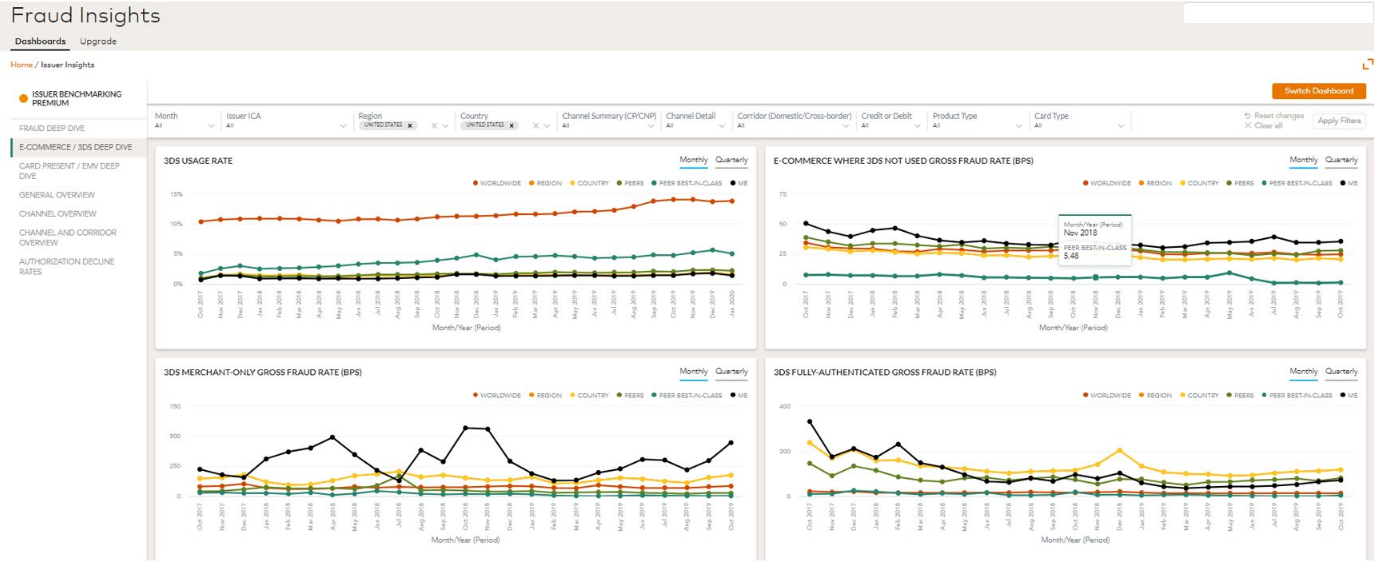 Fraud Insights
Dashboards Upgrade
Home / Issuer Insights
Switch Dashboard
ISSUER BENCHMARKING
PREMIUM
FRAUD DEEP DIVE
E-COMMERCE / 3DS DEEP DIVE
CARD PRESENT / EMV DEEP
DIVE
GENERAL OVERVIEW
CHANNEL OVERVIEW
CHANNEL AND CORRIDOR
OVERVIEW
AUTHORIZATION DECLINE
RATES
Month Issuer ICA Region Country Channel Summary (CP/CNP) Channel Detail Corridor (Domestic/Cross-border) Credit or Debit Product Type Card Type
All All UNITED STATES x UNITED STATES x All All All All All All
Reset changes
Clear all
Apply Filters
3DS USAGE RATE
Monthly Quarterly
WORLDWIDE REGION COUNTRY PEERS PEER BEST-IN-CLASS ME
15%
10%
5%
0%
Oct 2017 Nov 2017 Dec 2017 Jan 2018 Feb 2018 Mar 2018 Apr 2018 May 2018 Jun 2018 Jul 2018 Aug 2018 Sep 2018 Oct 2018 Nov 2018 Dec 2018 Jan 2019 Feb 2019 Mar 2019 Apr 2019 May 2019 Jun 2019 Jul 2019 Aug 2019 Sep 2019 Oct 2019 Nov 2019 Dec 2019 Jan 2020
Month/Year (Period)
E-COMMERCE WHERE 3DS NOT USED GROSS FRAUD RATE (BPS)
Monthly Quarterly
WORLDWIDE REGION COUNTRY PEERS PEER BEST-IN-CLASS ME
75
50
25
0
Month/Year (Period)
Nov 2018
PEER BEST-IN-CLASS
5.48
Oct 2017 Nov 2017 Dec 2017 Jan 2018 Feb 2018 Mar 2018 Apr 2018 May 2018 Jun 2018 Jul 2018 Aug 2018 Sep 2018 Oct 2018 Nov 2018 Dec 2018 Jan 2019 Feb 2019 Mar 2019 Apr 2019 May 2019 Jun 2019 Jul 2019 Aug 2019 Sep 2019 Oct 2019
Month/Year (Period)
3DS MERCHANT-ONLY GROSS FRAUD RATE (BPS)
Monthly Quarterly
WORLDWIDE REGION COUNTRY PEERS PEER BEST-IN-CLASS ME
750
500
250
0
Oct 2017 Nov 2017 Dec 2017 Jan 2018 Feb 2018 Mar 2018 Apr 2018 May 2018 Jun 2018 Jul 2018 Aug 2018 Sep 2018 Oct 2018 Nov 2018 Dec 2018 Jan 2019 Feb 2019 Mar 2019 Apr 2019 May 2019 Jun 2019 Jul 2019 Aug 2019 Sep 2019 Oct 2019
Month/Year (Period)
3DS FULLY-AUTHENTICATED GROSS FRAUD RATE (BPS)
Monthly Quarterly
WORLDWIDE REGION COUNTRY PEERS PEER BEST-IN-CLASS ME
400
200
0
Oct 2017 Nov 2017 Dec 2017 Jan 2018 Feb 2018 Mar 2018 Apr 2018 May 2018 Jun 2018 Jul 2018 Aug 2018 Sep 2018 Oct 2018 Nov 2018 Dec 2018 Jan 2019 Feb 2019 Mar 2019 Apr 2019 May 2019 Jun 2019 Jul 2019 Aug 2019 Sep 2019 Oct 2019
Month/Year (Period)